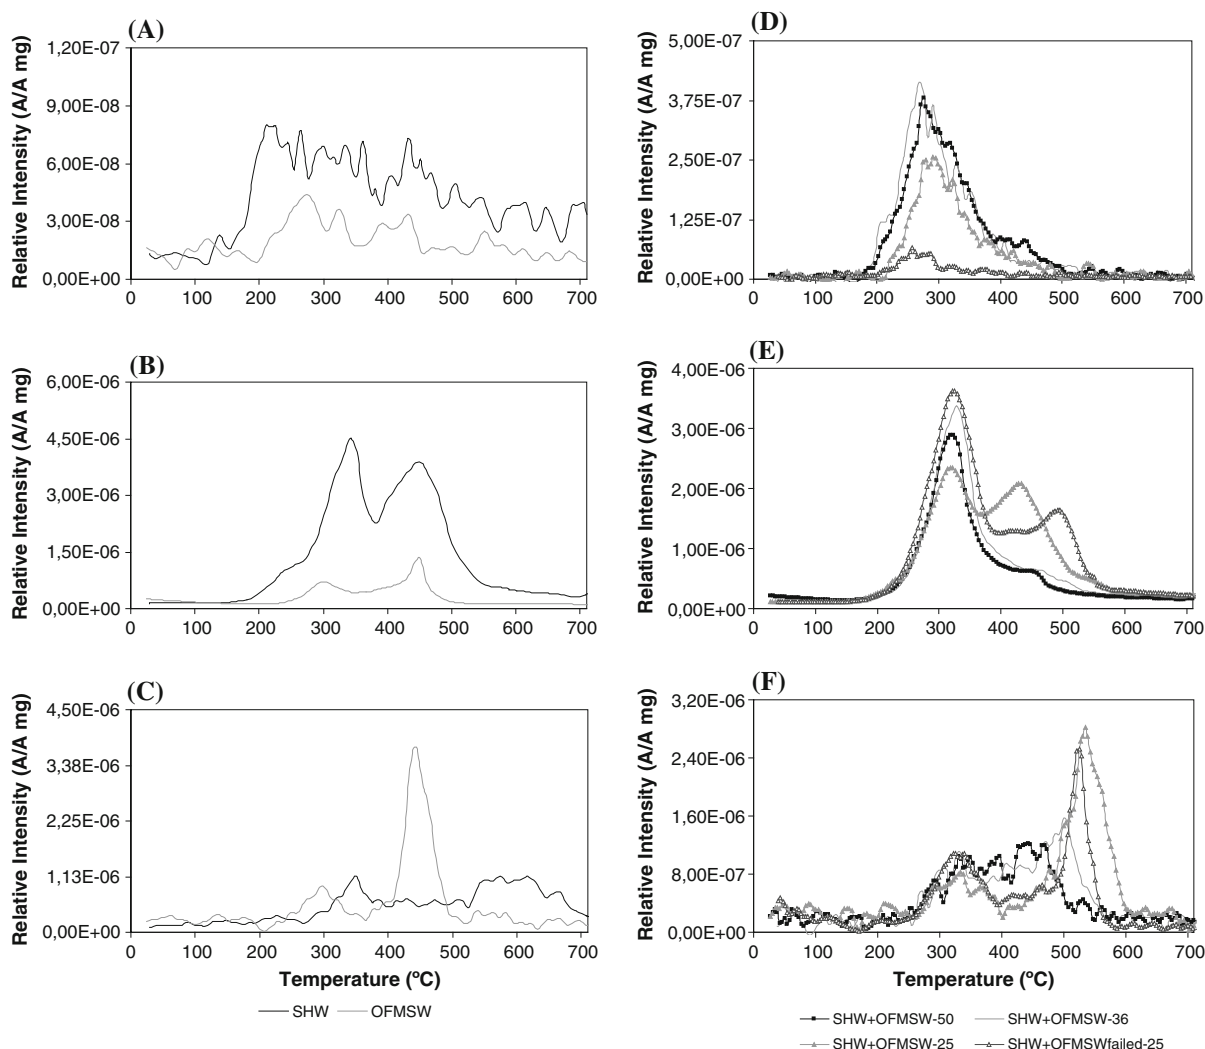 (A)
Relative Intensity (A/A mg)
1,20E-07
9,00E-08
6,00E-08
3,00E-08
0,00E+00
0 100 200 300 400 500 600 700
(B)
Relative Intensity (A/A mg)
6,00E-06
4,50E-06
3,00E-06
1,50E-06
0,00E+00
0 100 200 300 400 500 600 700
(C)
Relative Intensity (A/A mg)
4,50E-06
3,38E-06
2,25E-06
1,13E-06
0,00E+00
0 100 200 300 400 500 600 700
Temperature (ºC)
SHW OFMSW
(D)
Relative Intensity (A/A mg)
5,00E-07
3,75E-07
2,50E-07
1,25E-07
0,00E+00
0 100 200 300 400 500 600 700
(E)
Relative Intensity (A/A mg)
4,00E-06
3,00E-06
2,00E-06
1,00E-06
0,00E+00
0 100 200 300 400 500 600 700
(F)
Relative Intensity (A/A mg)
3,20E-06
2,40E-06
1,60E-06
8,00E-07
0,00E+00
0 100 200 300 400 500 600 700
Temperature (ºC)
SHW+OFMSW-50 SHW+OFMSW-36
SHW+OFMSW-25 SHW+OFMSWfailed-25